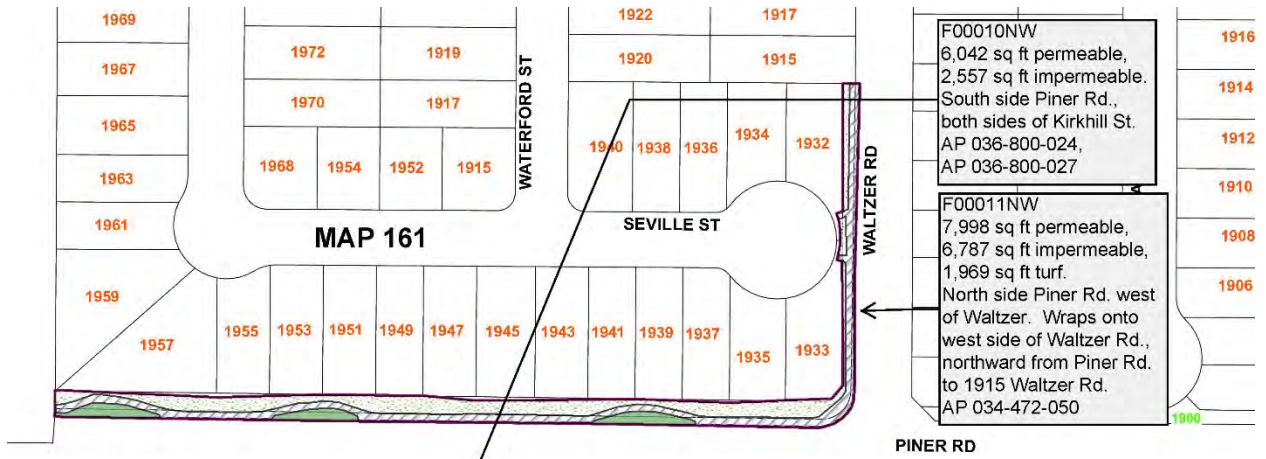 1969
1922
1917
1916
1972
1919
1967
1920
1915
1914
1970
1917
1965
1940
1938
1936
1934
1932
1912
1968
1954
1952
1915
WATERFORD ST
1963
1910
1961
MAP 161
SEVILLE ST
WALTZER RD
1908
1959
1906
1957
1955
1953
1951
1949
1947
1945
1943
1941
1939
1937
1935
1933
F00010NW
6,042 sq ft permeable,
2,557 sq ft impermeable.
South side Piner Rd.,
both sides of Kirkhill St.
AP 036-800-024,
AP 036-800-027
F00011NW
7,998 sq ft permeable,
6,787 sq ft impermeable,
1,969 sq ft turf.
North side Piner Rd. west
of Waltzer. Wraps onto
west side of Waltzer Rd.,
northward from Piner Rd.
to 1915 Waltzer Rd.
AP 034-472-050
1900
PINER RD